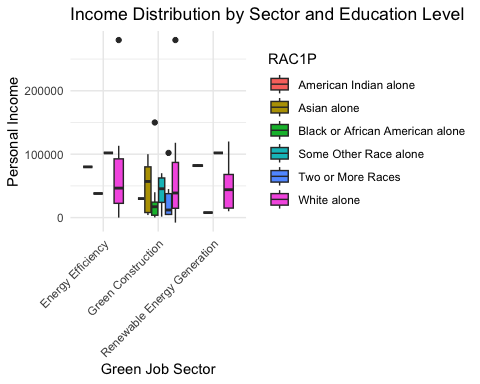 Income Distribution by Sector and Education Level
Personal Income
200000
100000
0
Energy Efficiency
Green Construction
Renewable Energy Generation
Green Job Sector
RAC1P
American Indian alone
Asian alone
Black or African American alone
Some Other Race alone
Two or More Races
White alone